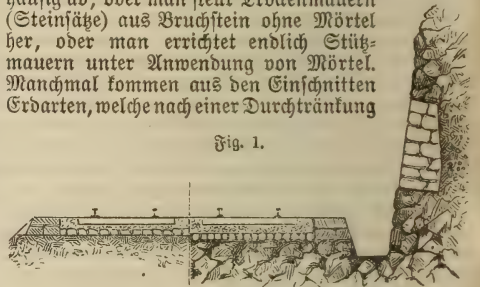 häufig ab, oder man stellt Trockenmauern
(Steinsätze) aus Bruchstein ohne Mörtel
her, oder man errichtet endlich Stütz-
mauern unter Anwendung von Mörtel.
Manchmal kommen aus den Einschnitten
Erdarten, welche nach einer Durchtränkung
Fig. 1.